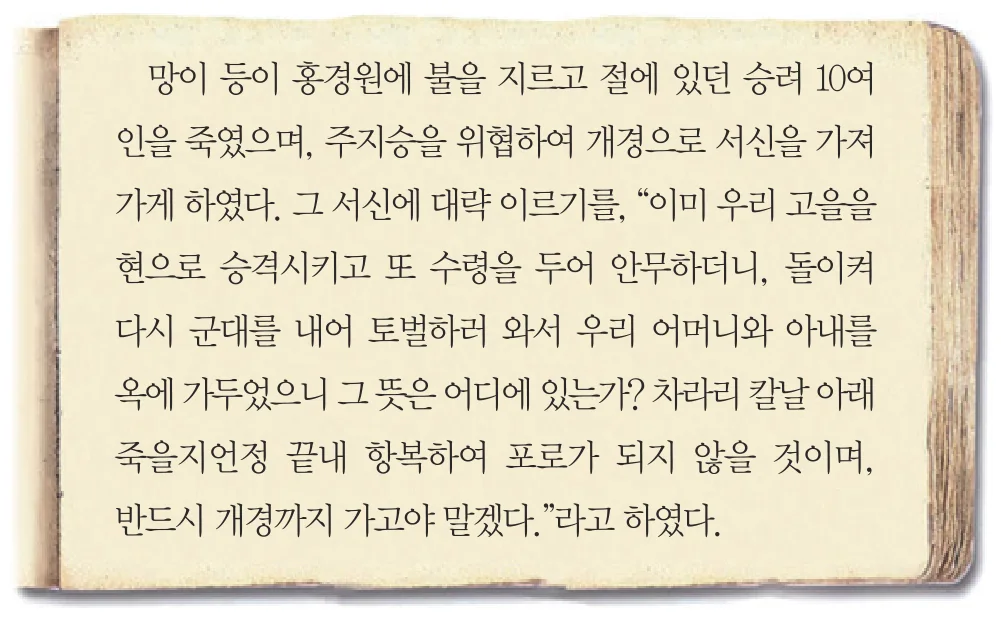 망이 등이 홍경원에 불을 지르고 절에 있던 승려 10여
인을 죽였으며, 주지승을 위협하여 개경으로 서신을 가져
가게 하였다. 그 서신에 대략 이르기를, “이미 우리 고을을
현으로 승격시키고 또 수령을 두어 안무하더니, 돌이켜
다시 군대를 내어 토벌하러 와서 우리 어머니와 아내를
옥에 가두었으니 그 뜻은 어디에 있는가? 차라리 칼날 아래
죽을지언정 끝내 항복하여 포로가 되지 않을 것이며,
반드시 개경까지 가고야 말겠다.”라고 하였다.